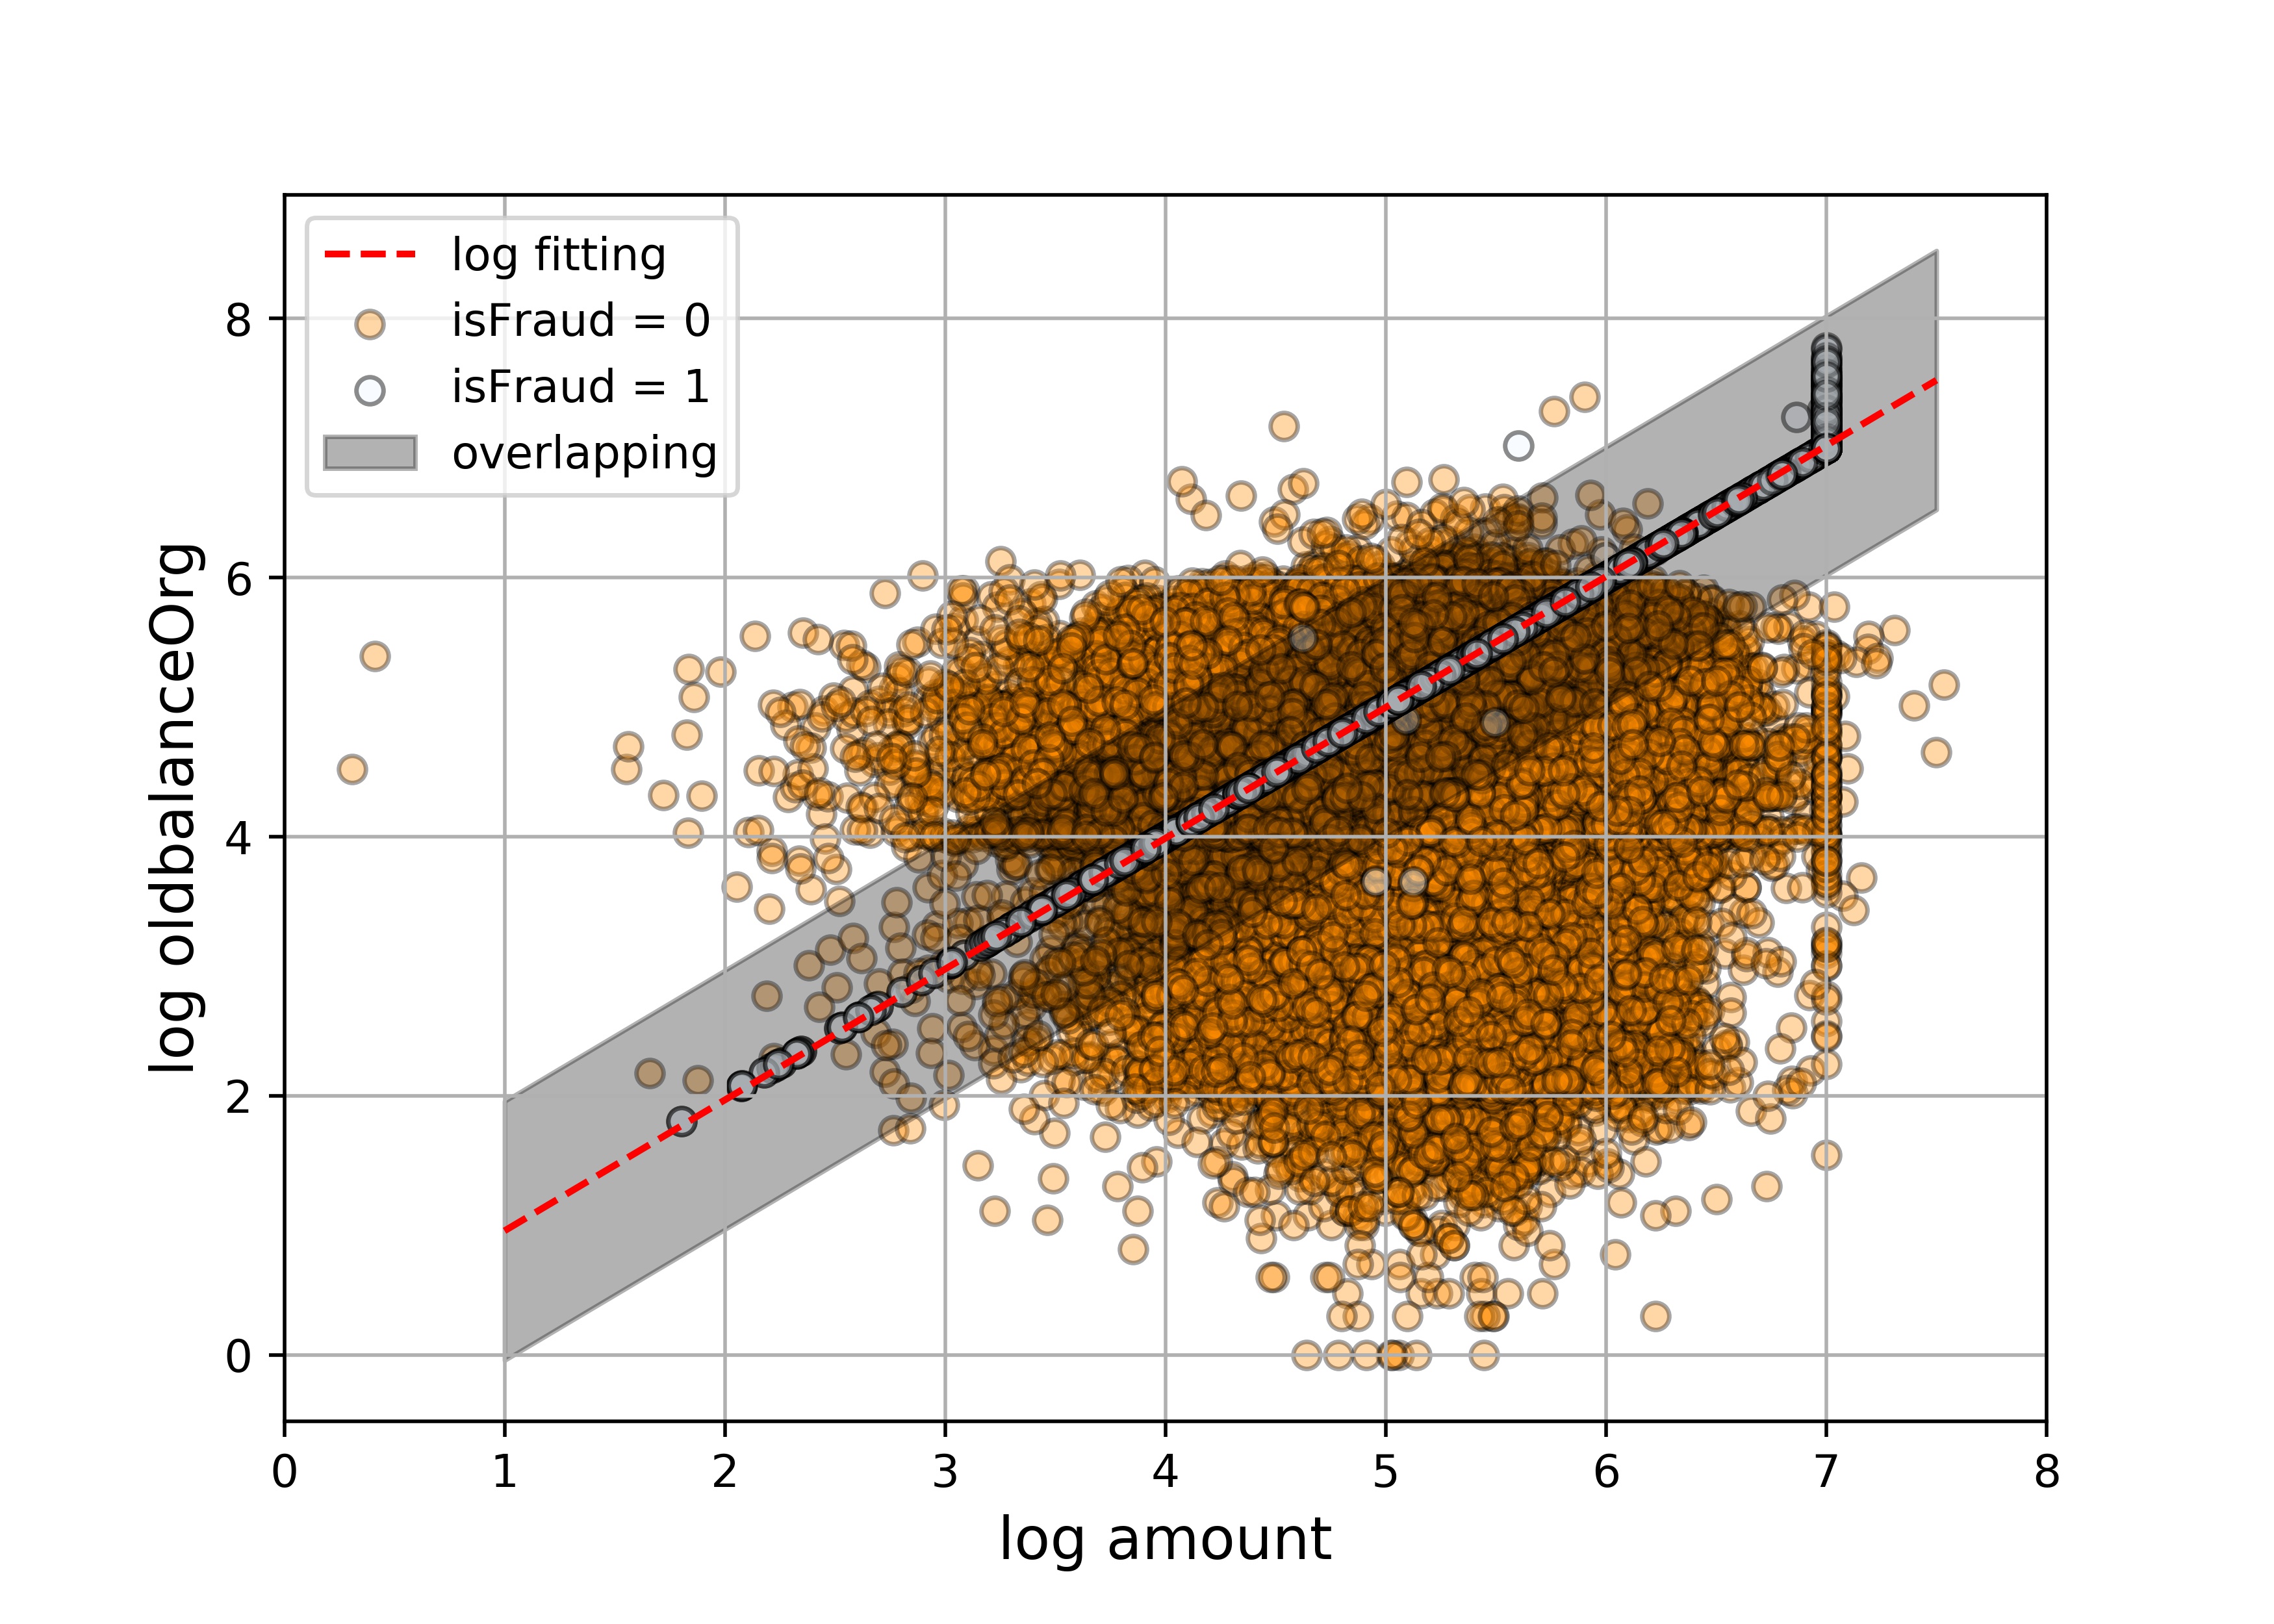 log fitting
isFraud = 0
isFraud = 1
overlapping
8
6
4
2
0
log oldbalanceOrg
0 1 2 3 4 5 6 7 8
log amount